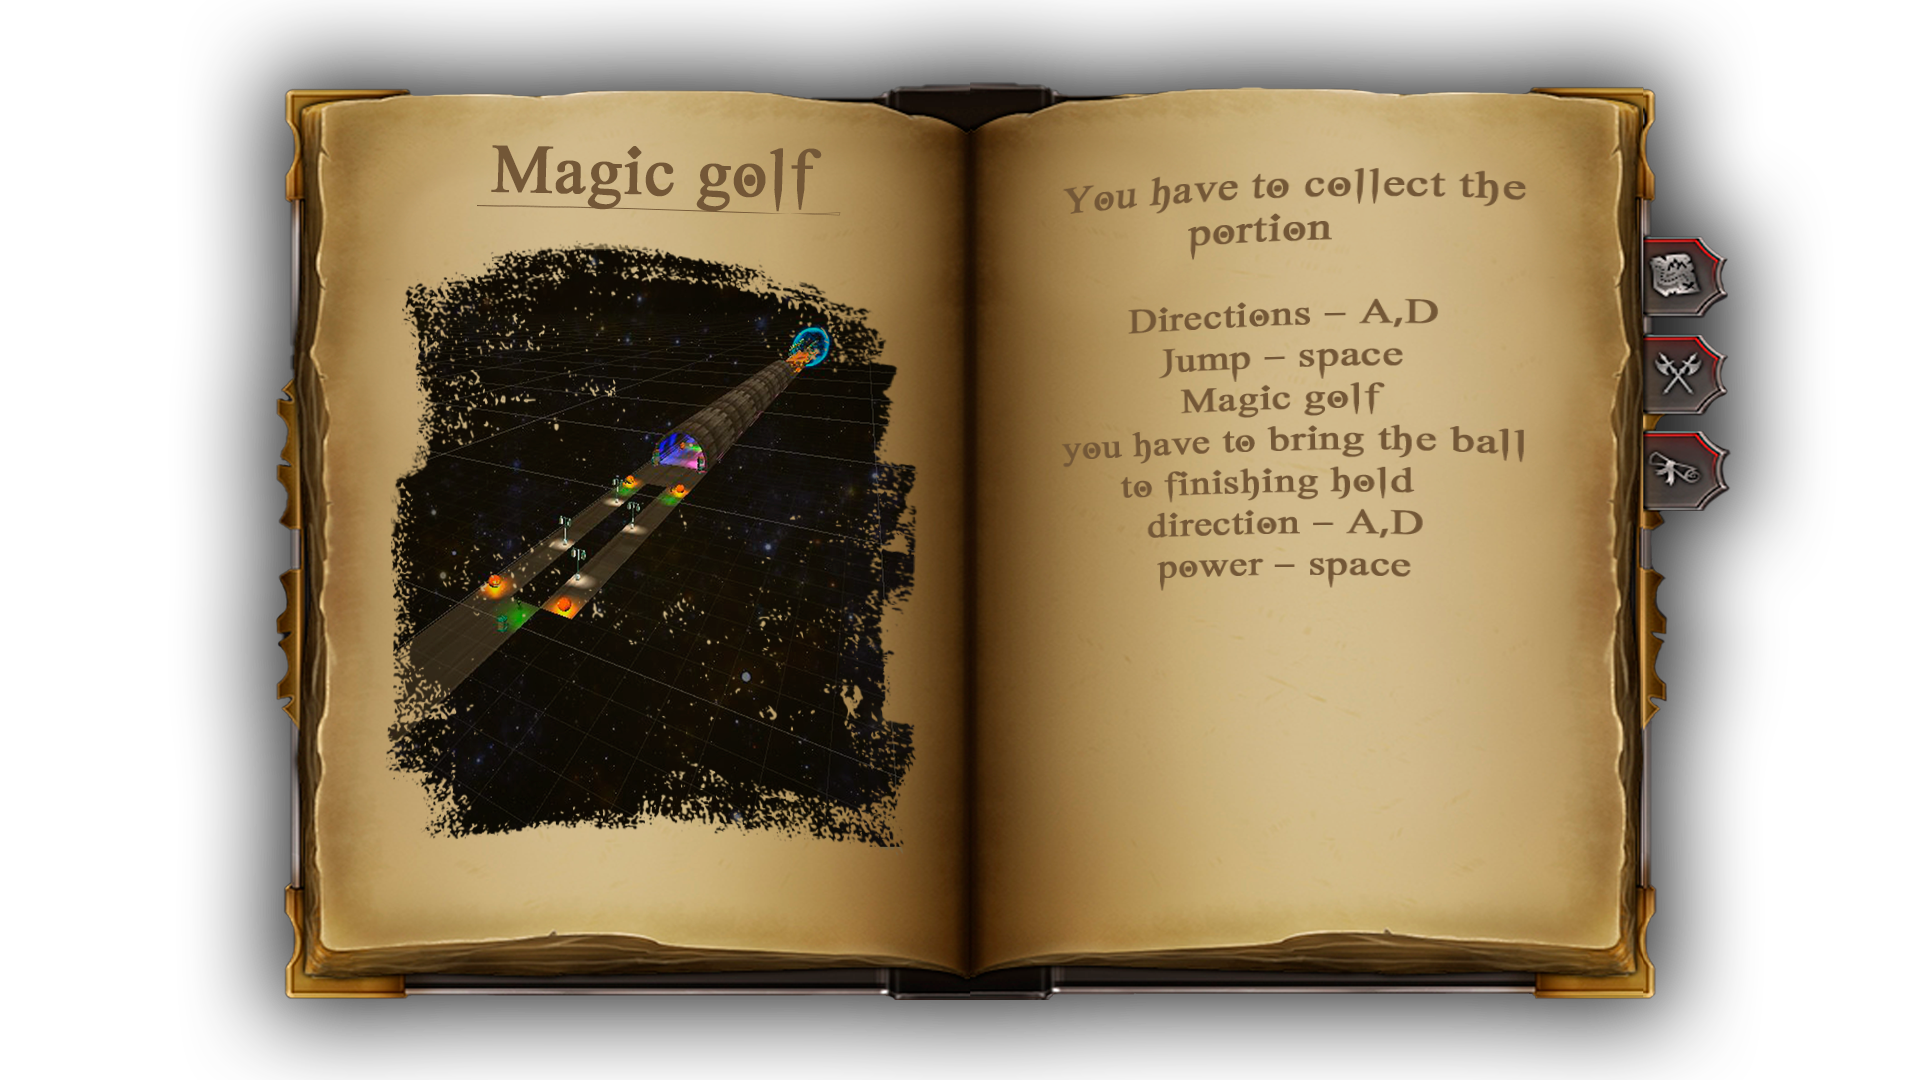 Magic golf
You have to collect the
portion
Directions – A,D
Jump – space
Magic golf
you have to bring the ball
to finishing hold
direction – A,D
power – space